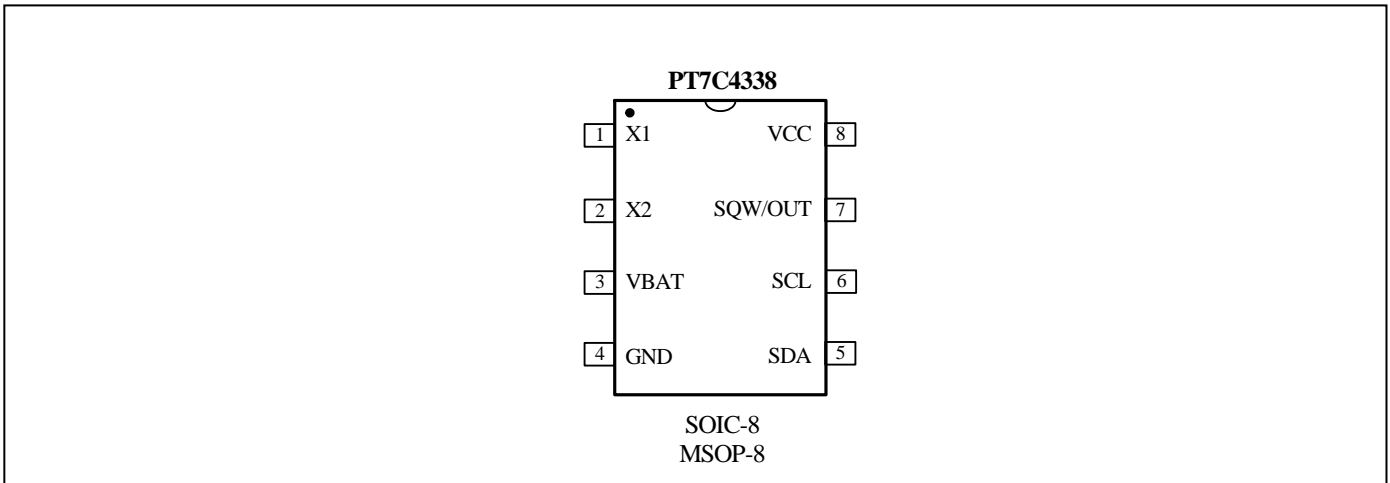 PT7C4338
1 X1 VCC 8
2 X2 SQW/OUT 7
3 VBAT SCL 6
4 GND SDA 5
SOIC-8
MSOP-8